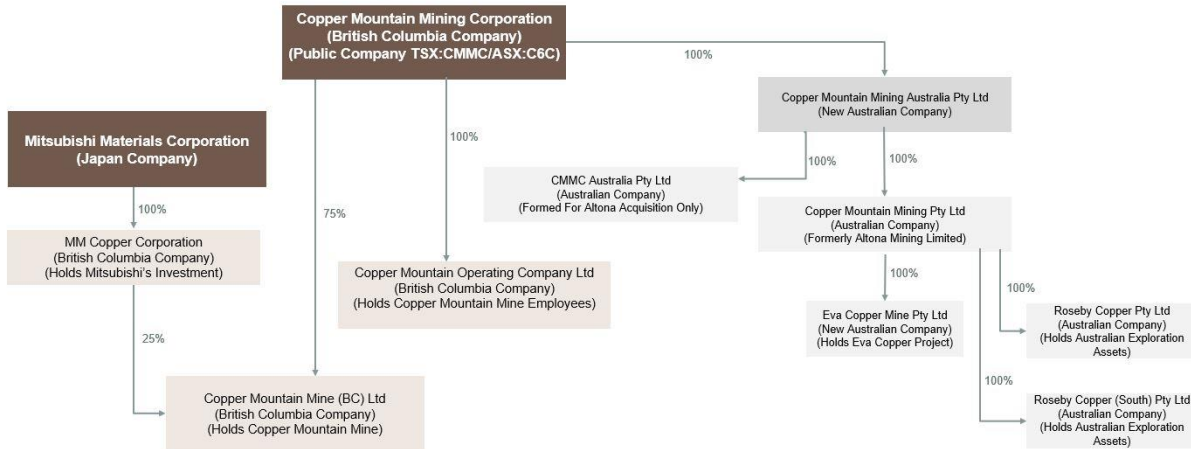 Copper Mountain Mining Corporation
(British Columbia Company)
(Public Company TSX:CMMC/ASX:C6C)
100%
Copper Mountain Mining Australia Pty Ltd
(New Australian Company)
Mitsubishi Materials Corporation
(Japan Company)
100%
100%
100%
CMMC Australia Pty Ltd
(Australian Company)
(Formed For Altona Acquisition Only)
100%
75%
Copper Mountain Mining Pty Ltd
(Australian Company)
(Formerly Altona Mining Limited)
MM Copper Corporation
(British Columbia Company)
(Holds Mitsubishi's Investment)
Copper Mountain Operating Company Ltd
(British Columbia Company)
(Holds Copper Mountain Mine Employees)
100%
100%
Eva Copper Mine Pty Ltd
(New Australian Company)
(Holds Eva Copper Project)
Roseby Copper Pty Ltd
(Australian Company)
(Holds Australian Exploration
Assets)
25%
100%
Copper Mountain Mine (BC) Ltd
(British Columbia Company)
(Holds Copper Mountain Mine)
Roseby Copper (South) Pty Ltd
(Australian Company)
(Holds Australian Exploration
Assets)